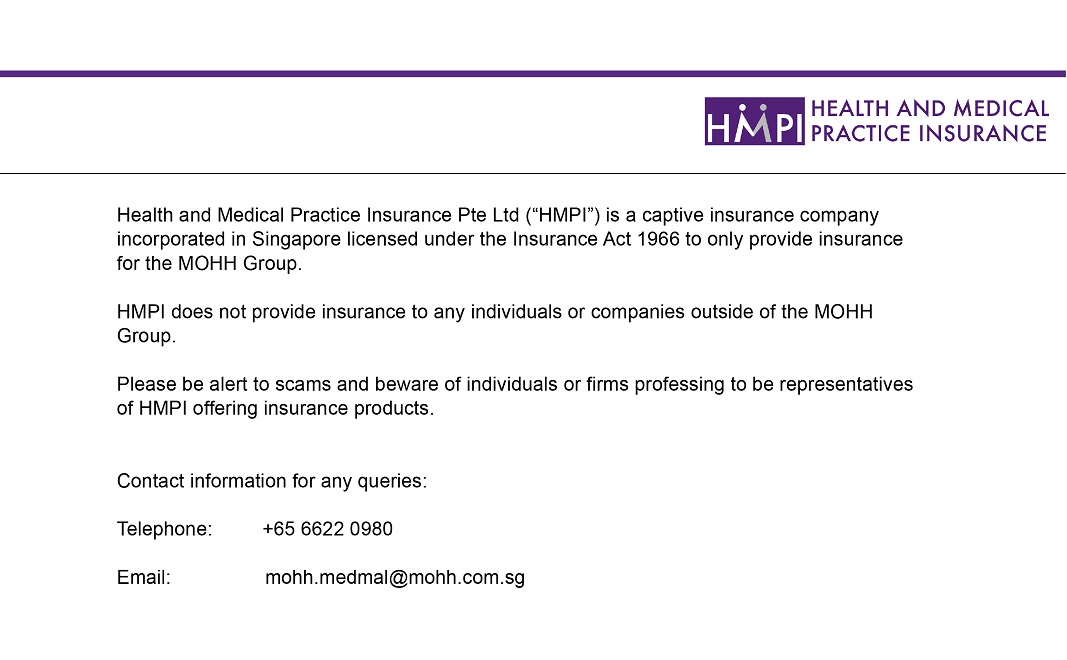 HMPI HEALTH AND MEDICAL
PRACTICE INSURANCE
Health and Medical Practice Insurance Pte Ltd (“HMPI”) is a captive insurance company
incorporated in Singapore licensed under the Insurance Act 1966 to only provide insurance
for the MOHH Group.
HMPI does not provide insurance to any individuals or companies outside of the MOHH
Group.
Please be alert to scams and beware of individuals or firms professing to be representatives
of HMPI offering insurance products.
Contact information for any queries:
Telephone: +65 6622 0980
Email: mohh.medmal@mohh.com.sg